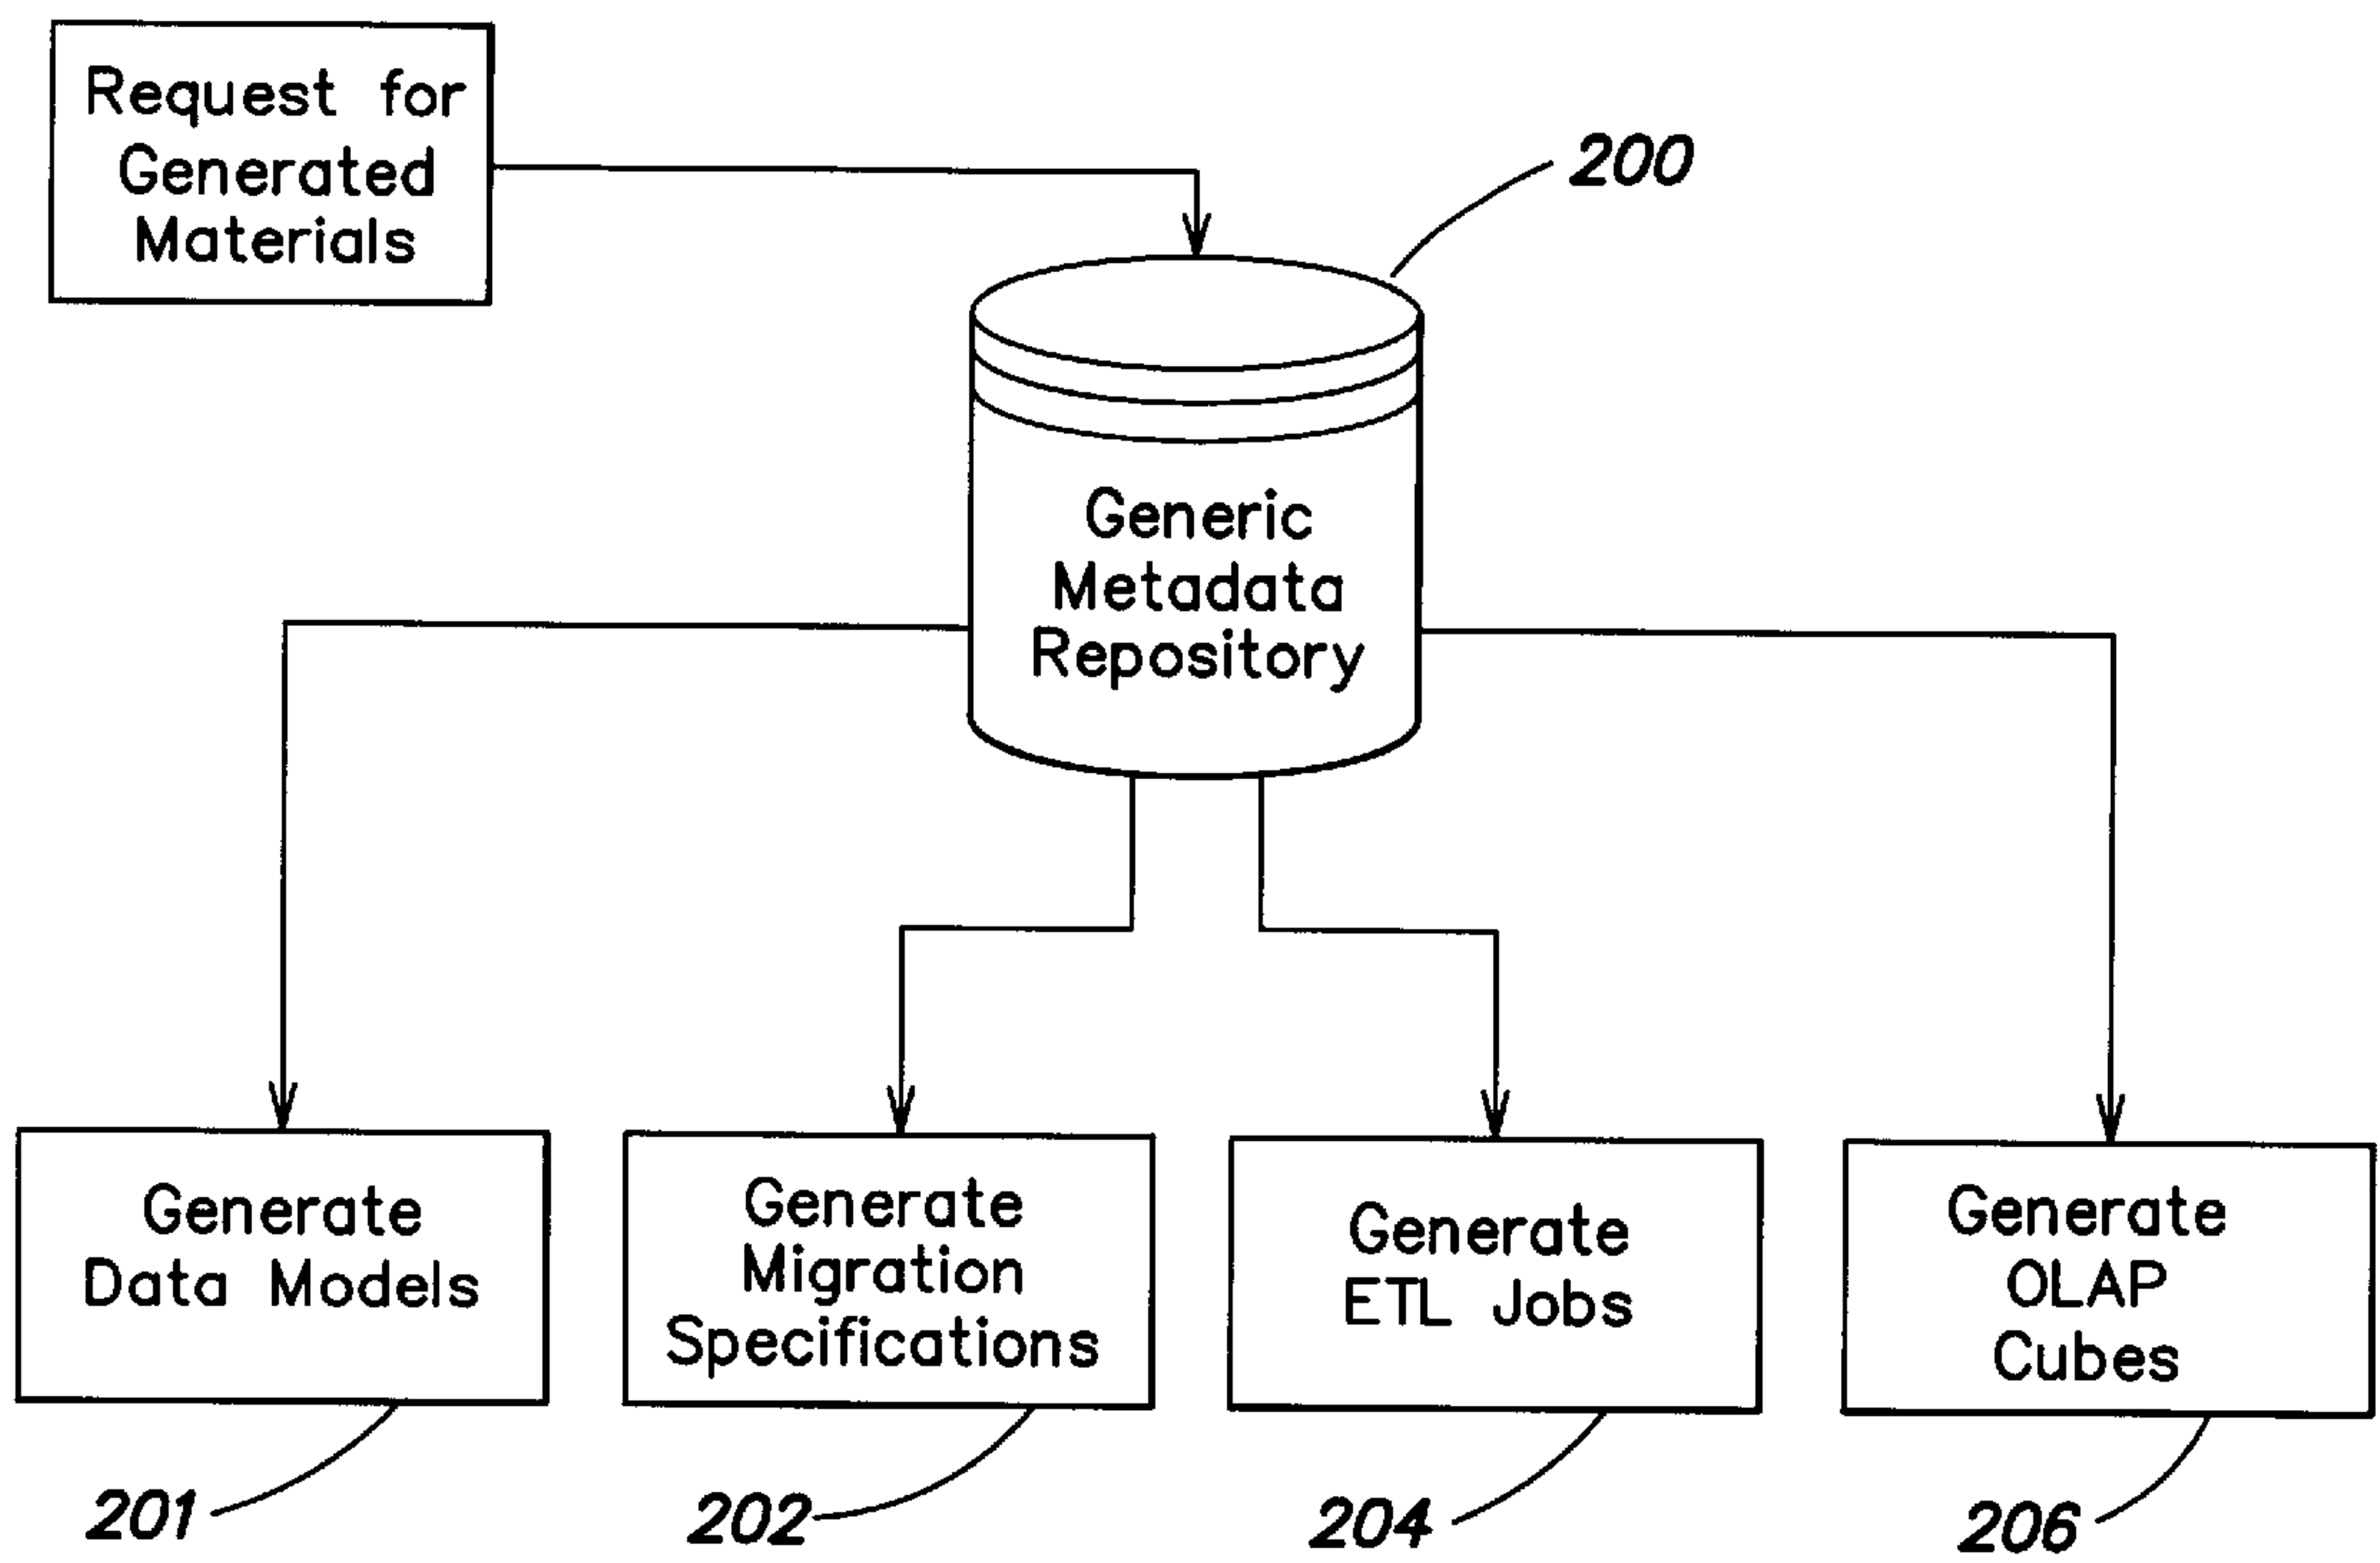 Request for
Generated
Materials
200
Generic
Metadata
Repository
Generate
Data Models
Generate
Migration
Specifications
Generate
ETL Jobs
Generate
OLAP
Cubes
201
202
204
206